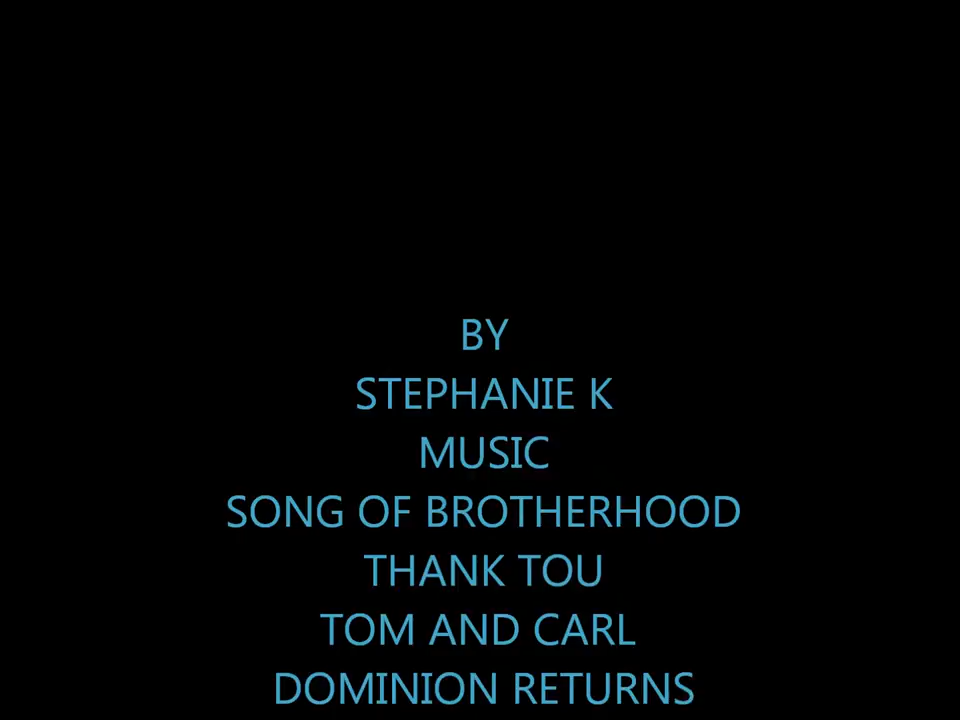 BY
STEPHANIE K
MUSIC
SONG OF BROTHERHOOD
THANK TOU
TOM AND CARL
DOMINION RETURNS